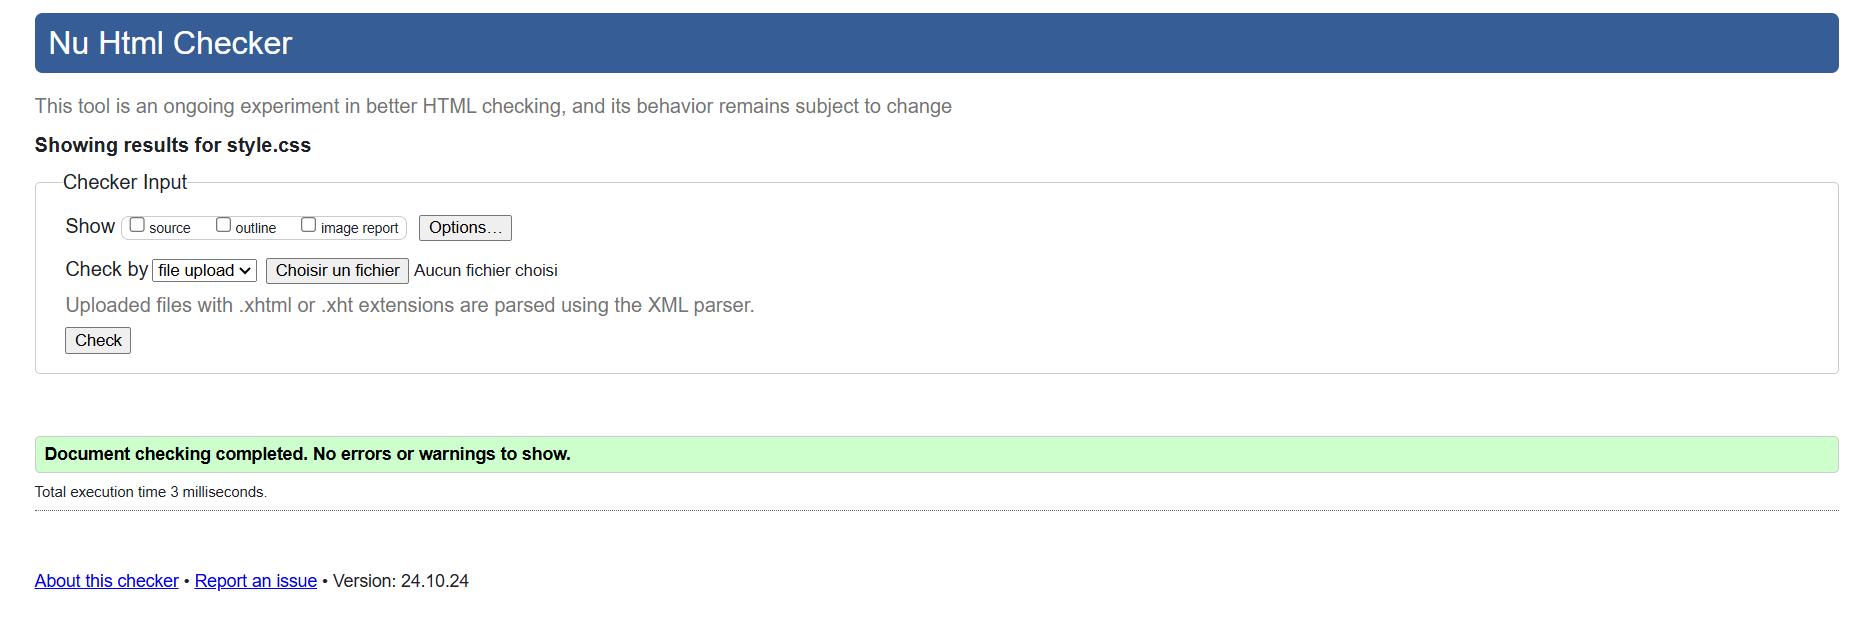 Nu Html Checker
This tool is an ongoing experiment in better HTML checking, and its behavior remains subject to change
Showing results for style.css
Checker Input
Show source outline image report Options...
Check by file upload Choisir un fichier Aucun fichier choisi
Uploaded files with .xhtml or .xht extensions are parsed using the XML parser.
Check
Document checking completed. No errors or warnings to show.
Total execution time 3 milliseconds.
About this checker • Report an issue • Version: 24.10.24